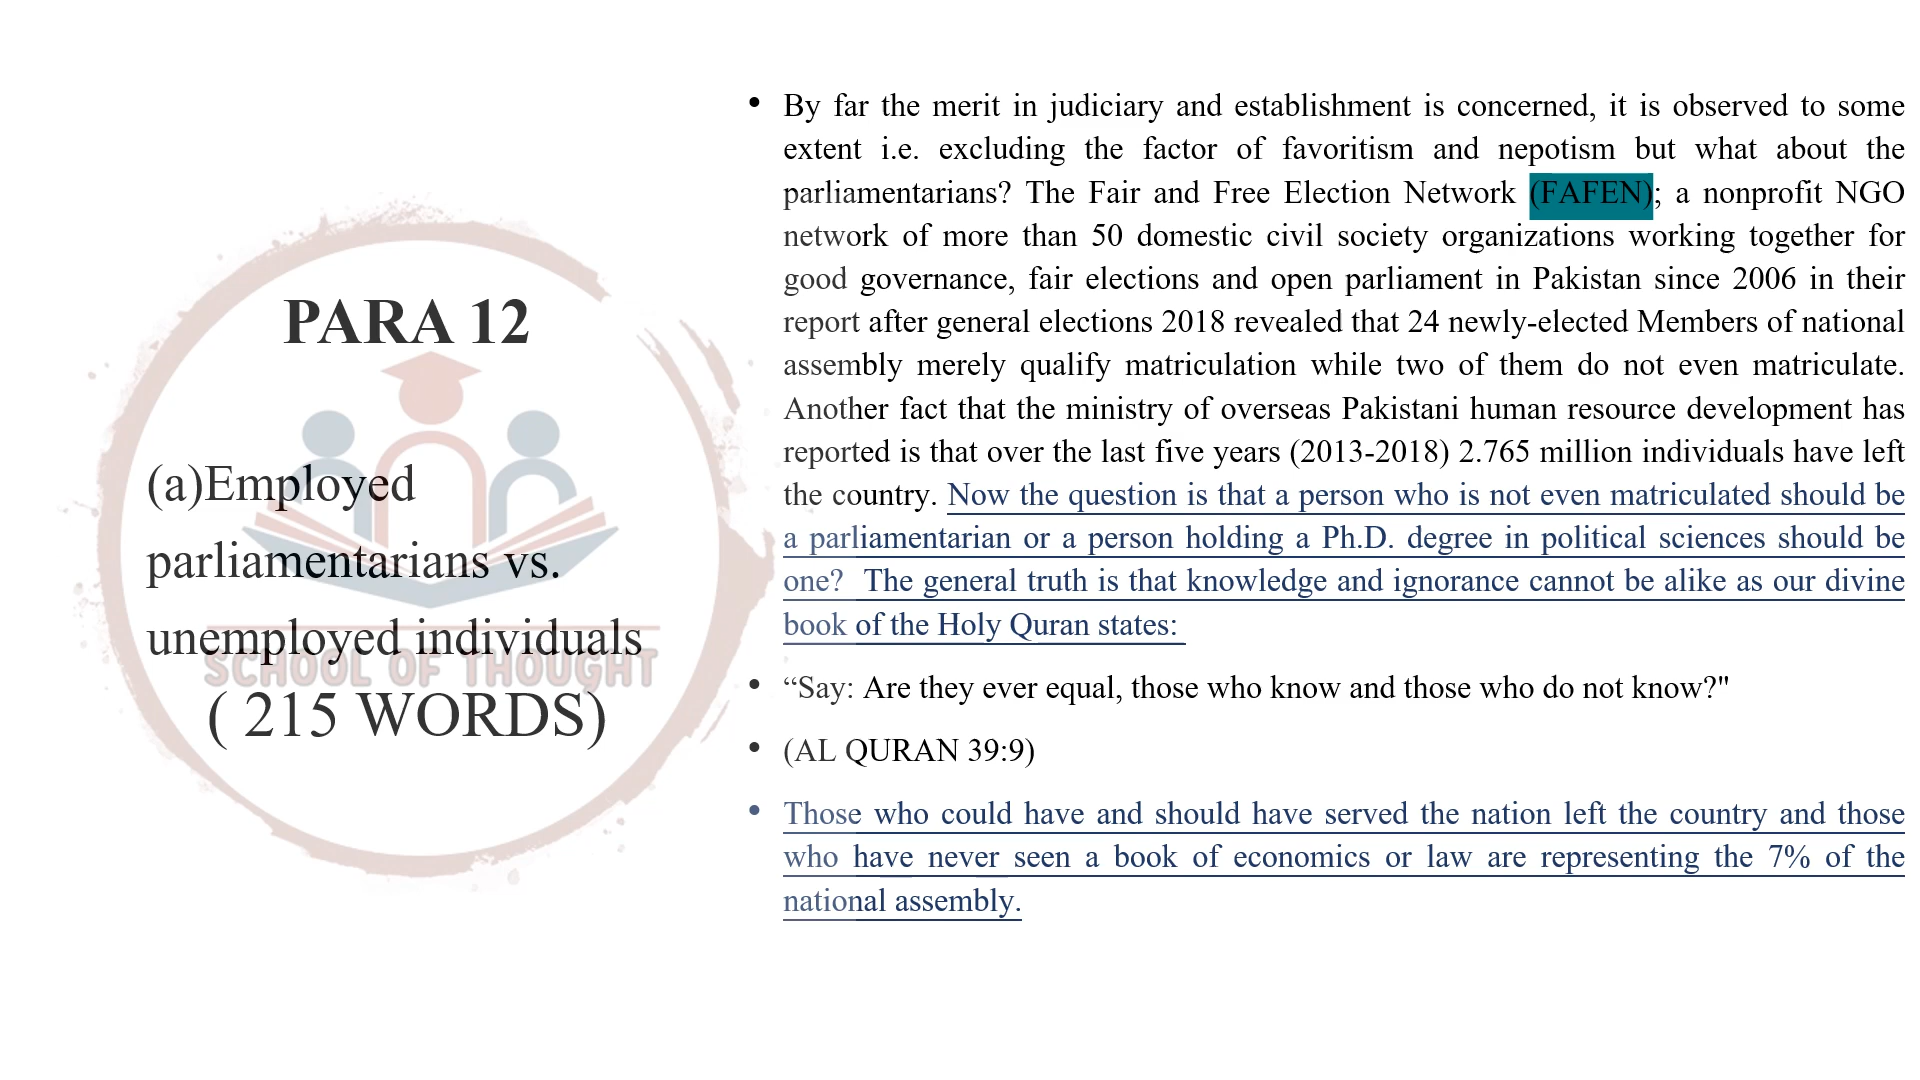 PARA 12
(a)Employed
parliamentarians vs.
unemployed individuals
( 215 WORDS)
SCHOOL OF THOUGHT
• By far the merit in judiciary and establishment is concerned, it is observed to some
extent i.e. excluding the factor of favoritism and nepotism but what about the
parliamentarians? The Fair and Free Election Network (FAFEN); a nonprofit NGO
network of more than 50 domestic civil society organizations working together for
good governance, fair elections and open parliament in Pakistan since 2006 in their
report after general elections 2018 revealed that 24 newly-elected Members of national
assembly merely qualify matriculation while two of them do not even matriculate.
Another fact that the ministry of overseas Pakistani human resource development has
reported is that over the last five years (2013-2018) 2.765 million individuals have left
the country. Now the question is that a person who is not even matriculated should be
a parliamentarian or a person holding a Ph.D. degree in political sciences should be
one?  The general truth is that knowledge and ignorance cannot be alike as our divine
book of the Holy Quran states:
• “Say: Are they ever equal, those who know and those who do not know?"
• (AL QURAN 39:9)
• Those who could have and should have served the nation left the country and those
who have never seen a book of economics or law are representing the 7% of the
national assembly.